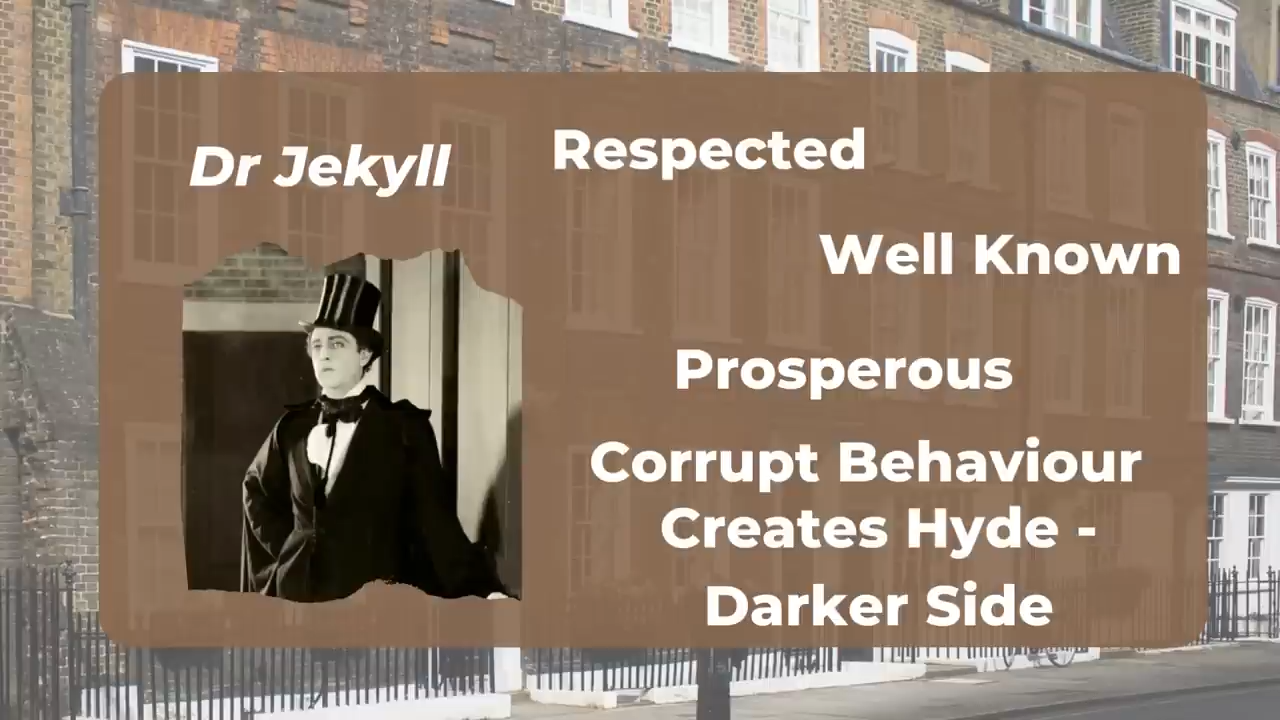 Dr Jekyll
Respected
Well Known
Prosperous
Corrupt Behaviour
Creates Hyde -
Darker Side